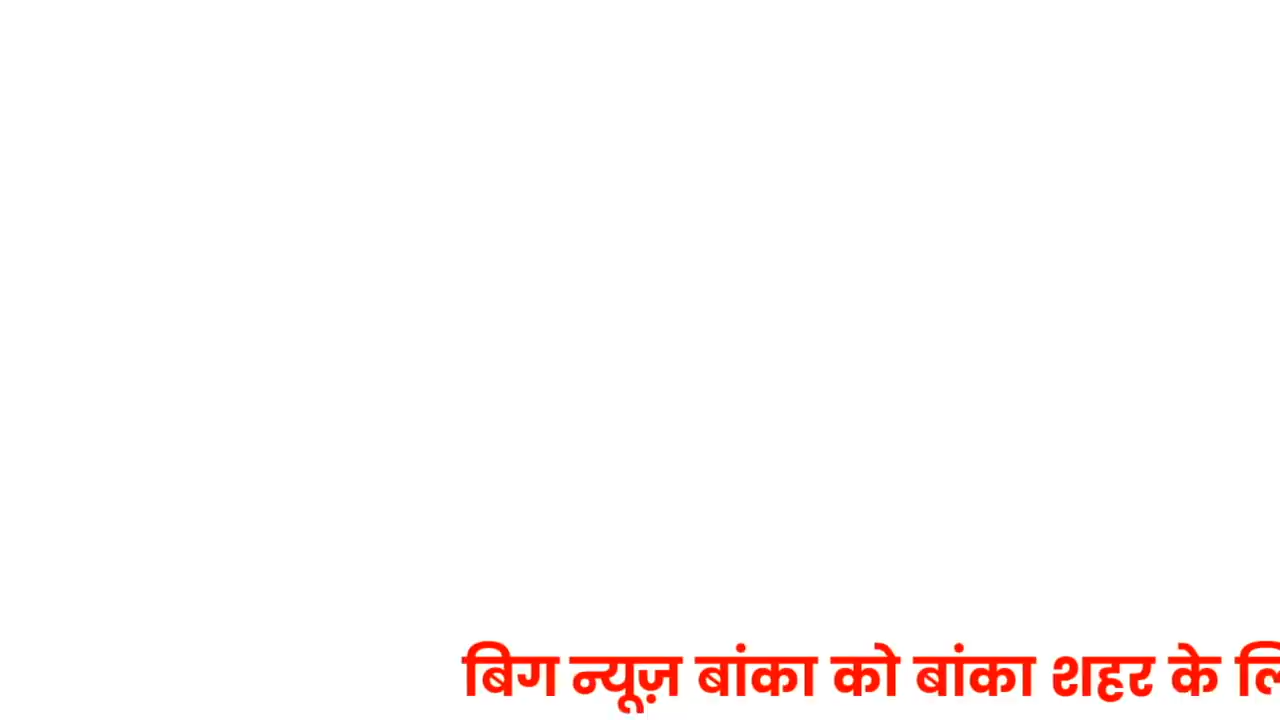 बिग न्यूज़ बांका को बांका शहर के